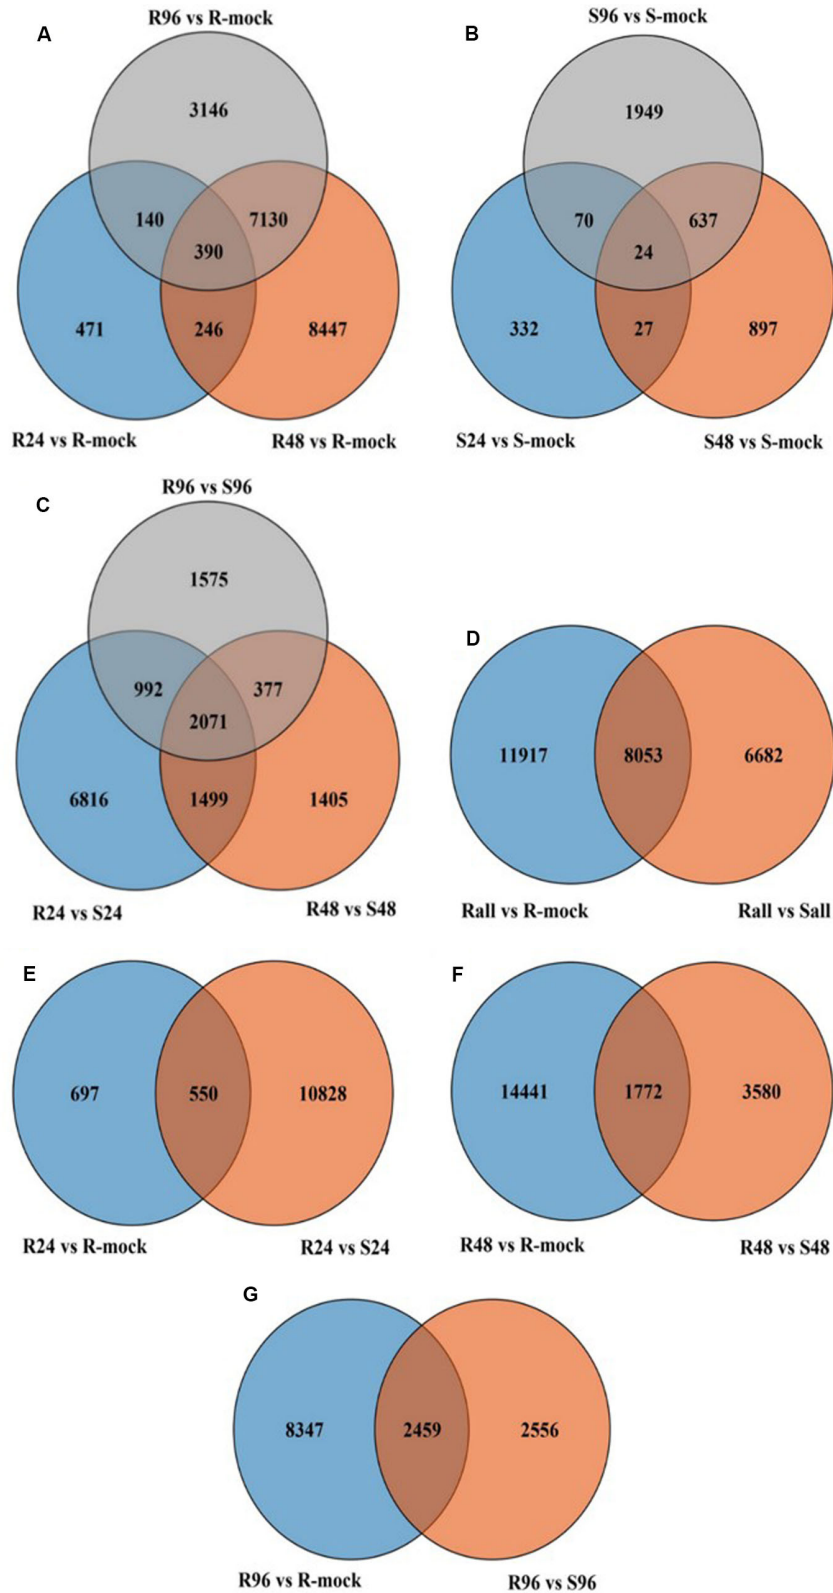 A
R96 vs R-mock
3146
140
7130
390
471
246
8447
R24 vs R-mock
R48 vs R-mock
B
S96 vs S-mock
1949
70
637
24
332
27
897
S24 vs S-mock
S48 vs S-mock
C
R96 vs S96
1575
992
377
2071
6816
1499
1405
R24 vs S24
R48 vs S48
D
11917
8053
6682
Rall vs R-mock
Rall vs Sall
E
697
550
10828
R24 vs R-mock
R24 vs S24
F
14441
1772
3580
R48 vs R-mock
R48 vs S48
G
8347
2459
2556
R96 vs R-mock
R96 vs S96